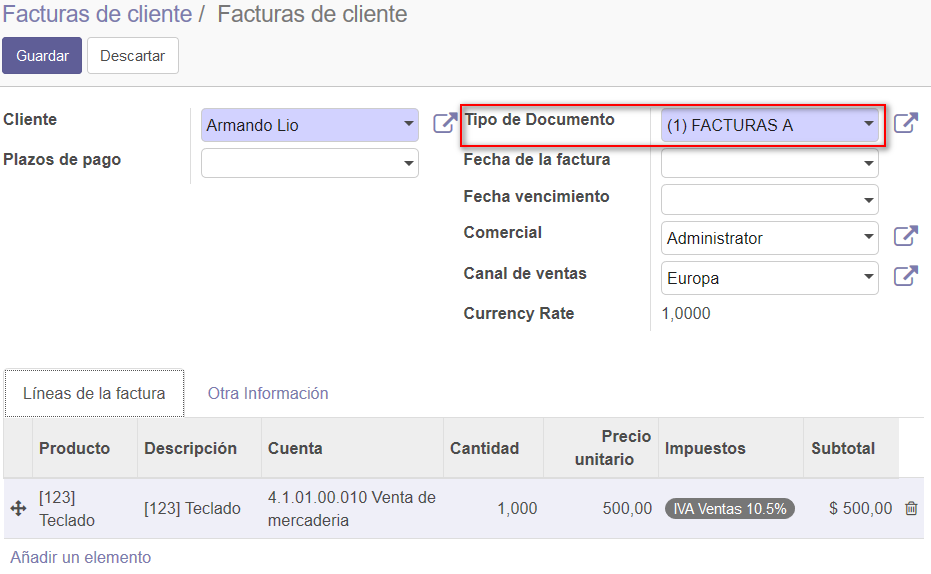 Facturas de cliente / Facturas de cliente
Guardar Descartar
Cliente Armando Lio Tipo de Documento (1) FACTURAS A
Plazos de pago Fecha de la factura
Fecha vencimiento
Comercial Administrator
Canal de ventas Europa
Currency Rate 1,0000
Líneas de la factura Otra Información
Producto Descripción Cuenta Cantidad Precio unitario Impuestos Subtotal
[123] Teclado [123] Teclado 4.1.01.00.010 Venta de mercaderia 1,000 500,00 IVA Ventas 10.5% $ 500,00
Añadir un elemento